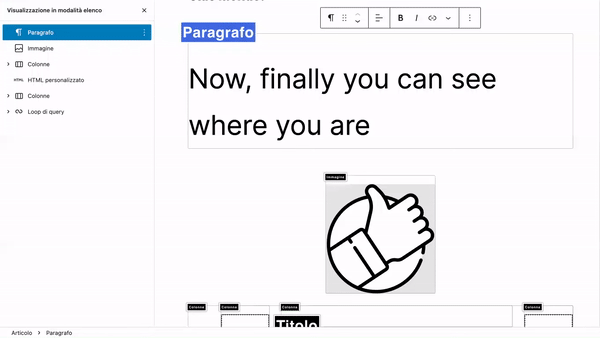 Visualizzazione in modalità elenco
Paragrafo
Immagine
Colonne
HTML personalizzato
Colonne
Loop di query
B I
Paragrafo
Now, finally you can see
where you are
Immagine
Colonne Colonna Colonna Colonna
Titolo
Articolo > Paragrafo